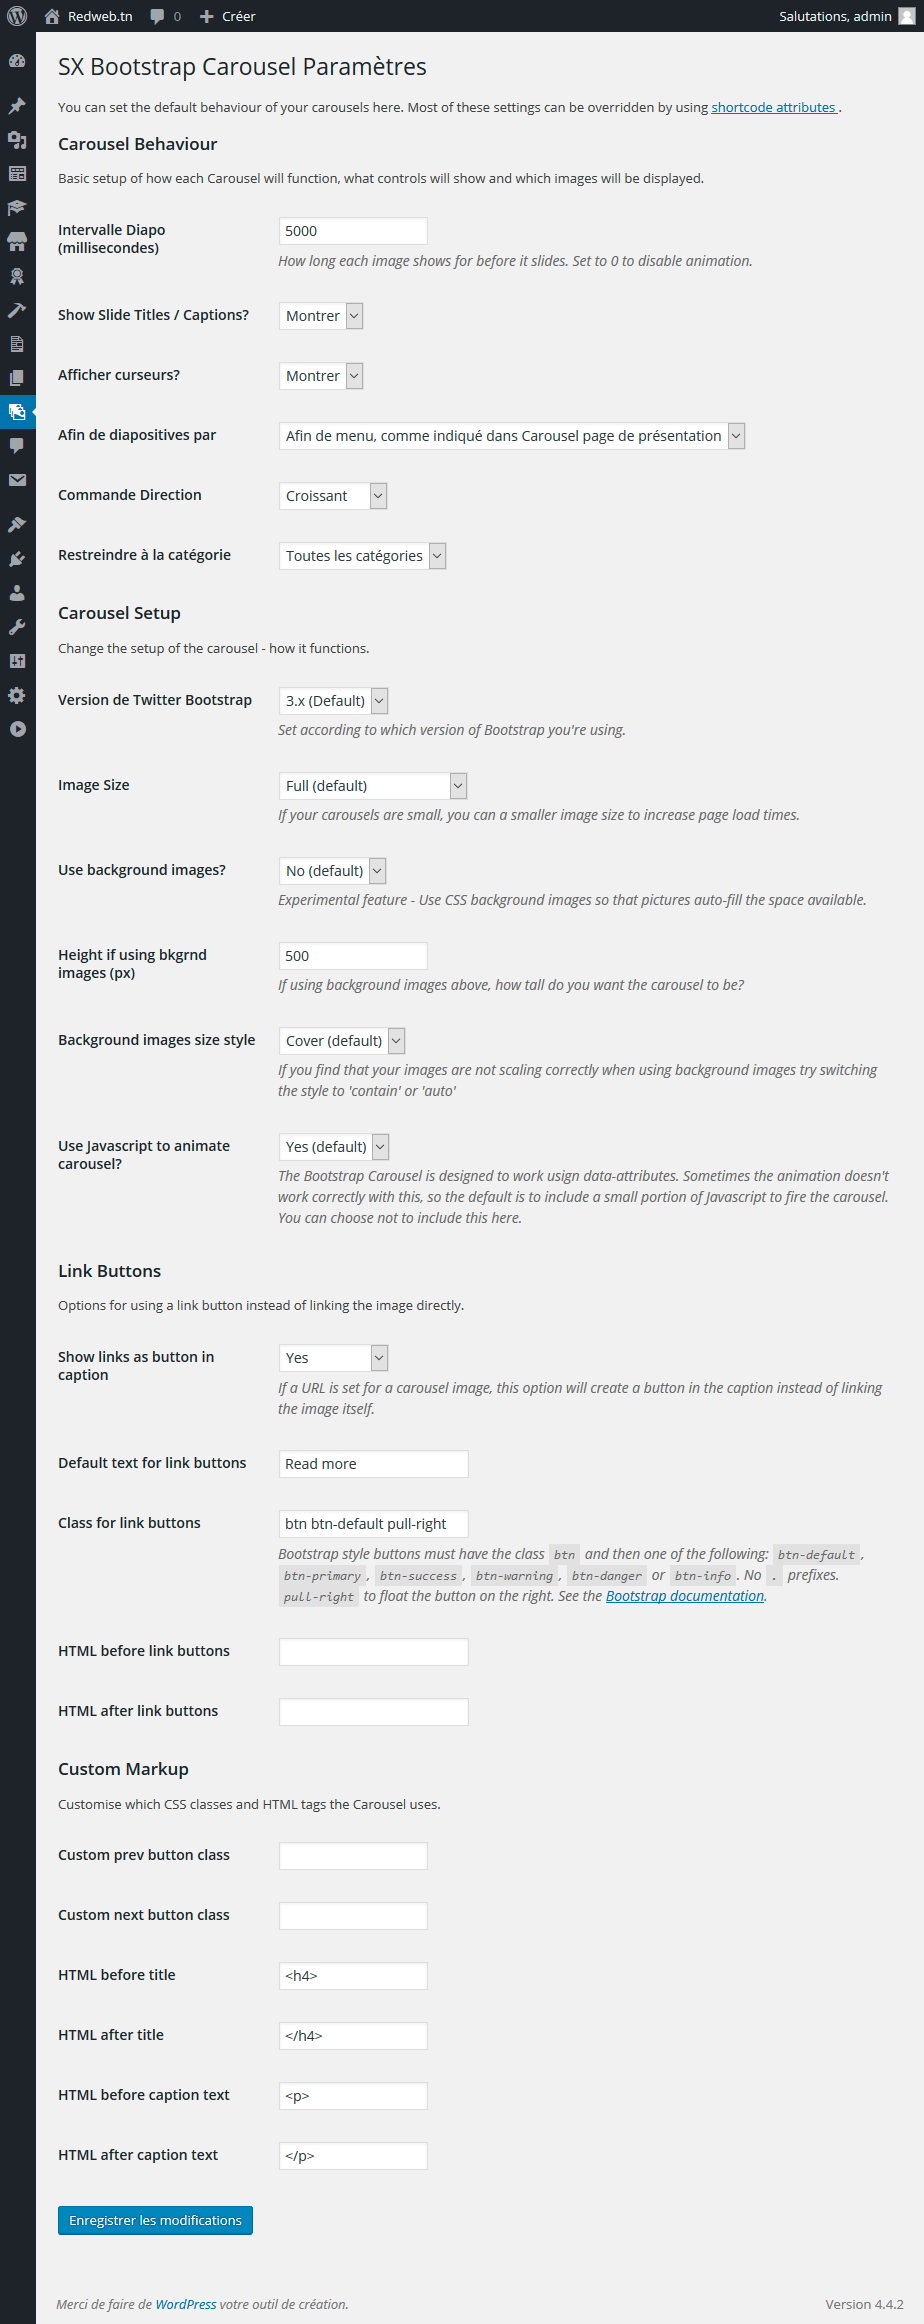 Redweb.tn 0 Créer Salutations, admin
SX Bootstrap Carousel Paramètres
You can set the default behaviour of your carousels here. Most of these settings can be overridden by using shortcode attributes .
Carousel Behaviour
Basic setup of how each Carousel will function, what controls will show and which images will be displayed.
Intervalle Diapo
(millisecondes)
5000
How long each image shows for before it slides. Set to 0 to disable animation.
Show Slide Titles / Captions? Montrer
Afficher curseurs? Montrer
Afin de diapositives par Afin de menu, comme indiqué dans Carousel page de présentation
Commande Direction Croissant
Restreindre à la catégorie Toutes les catégories
Carousel Setup
Change the setup of the carousel - how it functions.
Version de Twitter Bootstrap 3.x (Default)
Set according to which version of Bootstrap you're using.
Image Size Full (default)
If your carousels are small, you can a smaller image size to increase page load times.
Use background images? No (default)
Experimental feature - Use CSS background images so that pictures auto-fill the space available.
Height if using bkgrnd
images (px)
500
If using background images above, how tall do you want the carousel to be?
Background images size style Cover (default)
If you find that your images are not scaling correctly when using background images try switching
the style to 'contain' or 'auto'
Use Javascript to animate
carousel?
Yes (default)
The Bootstrap Carousel is designed to work usign data-attributes. Sometimes the animation doesn't
work correctly with this, so the default is to include a small portion of Javascript to fire the carousel.
You can choose not to include this here.
Link Buttons
Options for using a link button instead of linking the image directly.
Show links as button in
caption
Yes
If a URL is set for a carousel image, this option will create a button in the caption instead of linking
the image itself.
Default text for link buttons Read more
Class for link buttons btn btn-default pull-right
Bootstrap style buttons must have the class btn and then one of the following: btn-default ,
btn-primary , btn-success , btn-warning , btn-danger or btn-info . No . prefixes.
pull-right to float the button on the right. See the Bootstrap documentation.
HTML before link buttons
HTML after link buttons
Custom Markup
Customise which CSS classes and HTML tags the Carousel uses.
Custom prev button class
Custom next button class
HTML before title <h4>
HTML after title </h4>
HTML before caption text <p>
HTML after caption text </p>
Enregistrer les modifications
Merci de faire de WordPress votre outil de création. Version 4.4.2